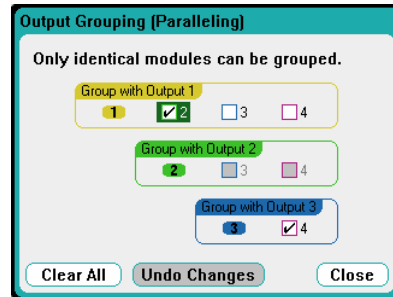 Output Grouping (Paralleling)
Only identical modules can be grouped.
Group with Output 1
1 2 3 4
Group with Output 2
2 3 4
Group with Output 3
3 4
Clear All Undo Changes Close